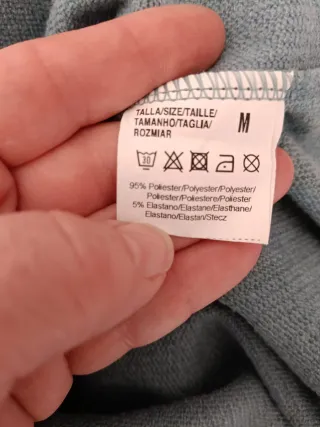 TALLA/SIZE/TAILLE/
TAMANHO/TAGLIA/
ROZMIAR
M
30
95% Poliester/Polyester/Polyester/
Poliester/Poliestere/Poliester
5% Elastano/Elastane/Elasthane/
Elastano/Elastan/Stecz